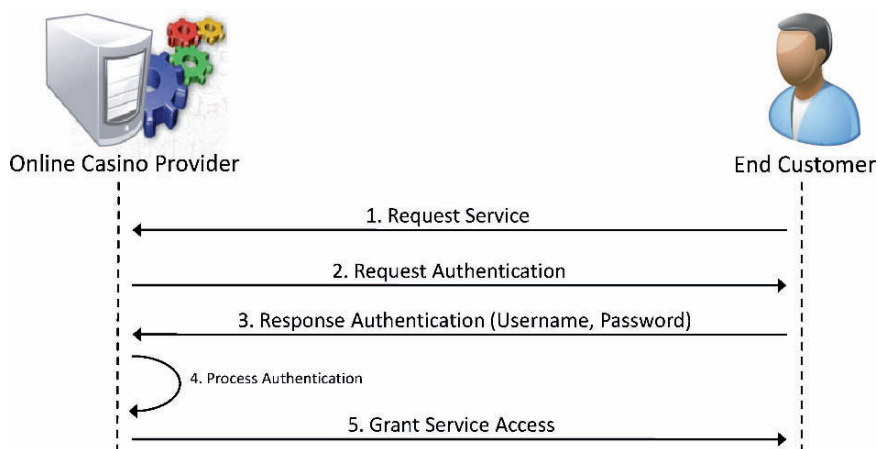 Online Casino Provider
End Customer
1. Request Service
2. Request Authentication
3. Response Authentication (Username, Password)
4. Process Authentication
5. Grant Service Access